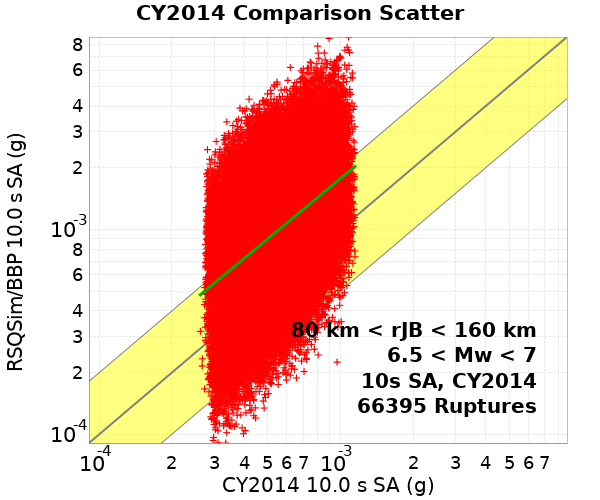 CY2014 Comparison Scatter
RSQSim/BBP 10.0 s SA (g)
8
6
4
3
2
10-3
8
6
4
3
2
10-4
80 km < rJB < 160 km
6.5 < Mw < 7
10s SA, CY2014
66395 Ruptures
10-4 2 3 4 5 6 7 10-3 2 3 4 5 6 7
CY2014 10.0 s SA (g)